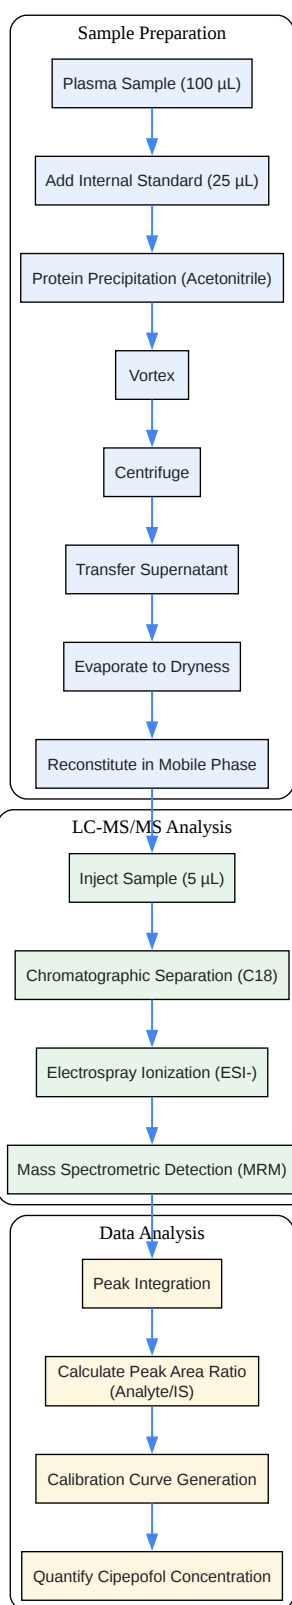 Sample Preparation
Plasma Sample (100 µL)
Add Internal Standard (25 µL)
Protein Precipitation (Acetonitrile)
Vortex
Centrifuge
Transfer Supernatant
Evaporate to Dryness
Reconstitute in Mobile Phase
LC-MS/MS Analysis
Inject Sample (5 µL)
Chromatographic Separation (C18)
Electrospray Ionization (ESI-)
Mass Spectrometric Detection (MRM)
Data Analysis
Peak Integration
Calculate Peak Area Ratio
(Analyte/IS)
Calibration Curve Generation
Quantify Cipepofol Concentration